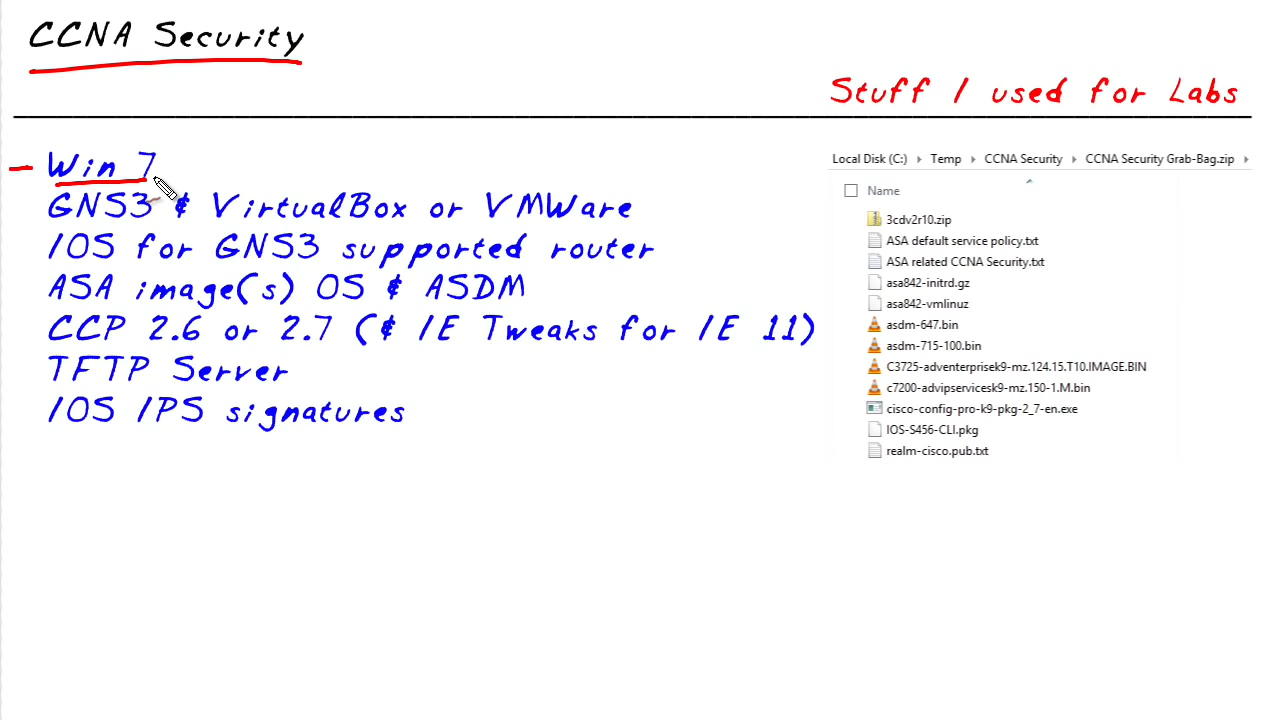 CCNA Security
Stuff I used for Labs
- Win 7
GNS3 & VirtualBox or VMWare
IOS for GNS3 supported router
ASA image(s) OS & ASDM
CCP 2.6 or 2.7 (& IE Tweaks for IE 11)
TFTP Server
IOS IPS signatures
Local Disk (C:) › Temp › CCNA Security › CCNA Security Grab-Bag.zip ›
Name
3cdv2r10.zip
ASA default service policy.txt
ASA related CCNA Security.txt
asa842-initrd.gz
asa842-vmlinuz
asdm-647.bin
asdm-715-100.bin
C3725-adventerprisek9-mz.124.15.T10.IMAGE.BIN
c7200-advipservicesk9-mz.150-1.M.bin
cisco-config-pro-k9-pkg-2_7-en.exe
IOS-S456-CLI.pkg
realm-cisco.pub.txt